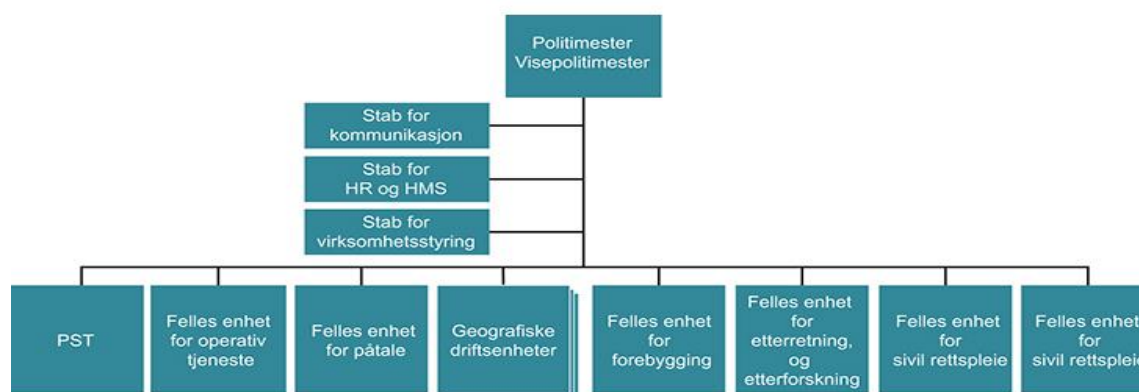 Politimester
Visepolitimester
Stab for
kommunikasjon
Stab for
HR og HMS
Stab for
virksomhetsstyring
PST
Felles enhet
for operativ
tjeneste
Felles enhet
for påtale
Geografiske
driftsenheter
Felles enhet
for
forebygging
Felles enhet
for
etterretning,
og
etterforskning
Felles enhet
for
sivil rettspleie
Felles enhet
for
sivil rettspleie